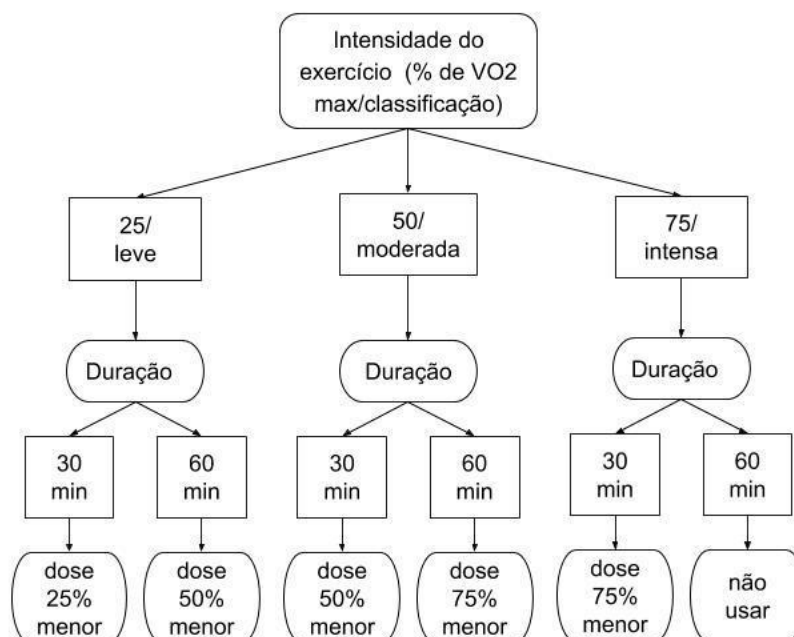 Intensidade do
exercício (% de VO2
max/classificação)
25/
leve
50/
moderada
75/
intensa
Duração
Duração
Duração
30
min
60
min
30
min
60
min
30
min
60
min
dose
25%
menor
dose
50%
menor
dose
50%
menor
dose
75%
menor
dose
75%
menor
não
usar